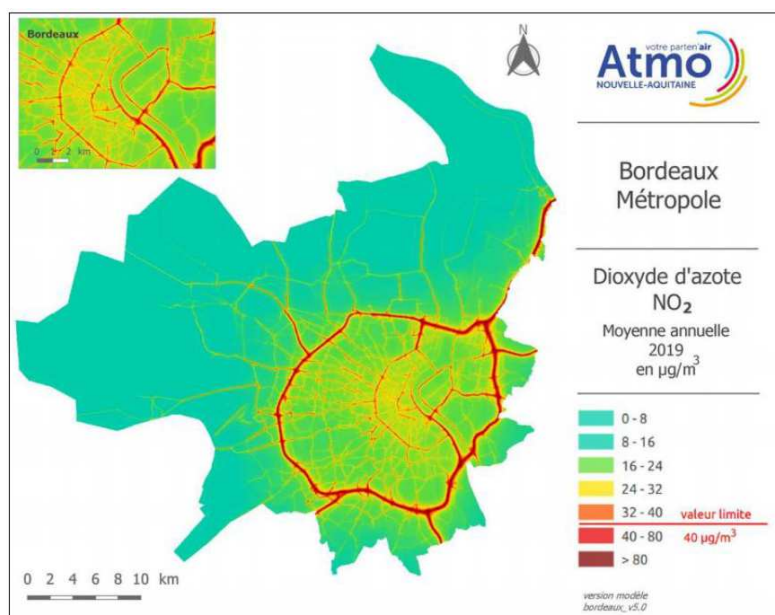 Bordeaux
0 1 2 km
N
votre parten'air
Atmo
NOUVELLE-AQUITAINE
Bordeaux
Métropole
Dioxyde d'azote
NO₂
Moyenne annuelle
2019
en µg/m³
0 - 8
8 - 16
16 - 24
24 - 32
32 - 40 valeur limite
40 - 80 40 µg/m³
> 80
0 2 4 6 8 10 km
version modèle
bordeaux_v5.0